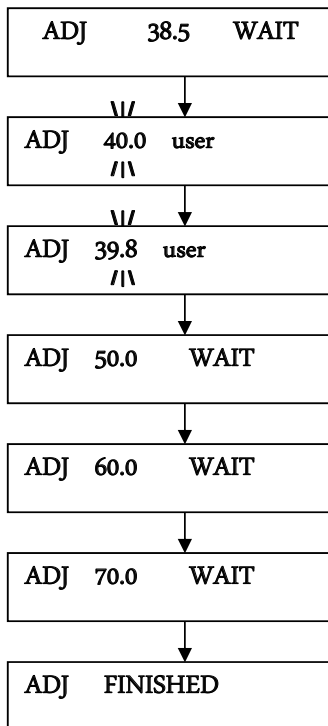 ADJ 38.5 WAIT
ADJ 40.0 user
ADJ 39.8 user
ADJ 50.0 WAIT
ADJ 60.0 WAIT
ADJ 70.0 WAIT
ADJ FINISHED